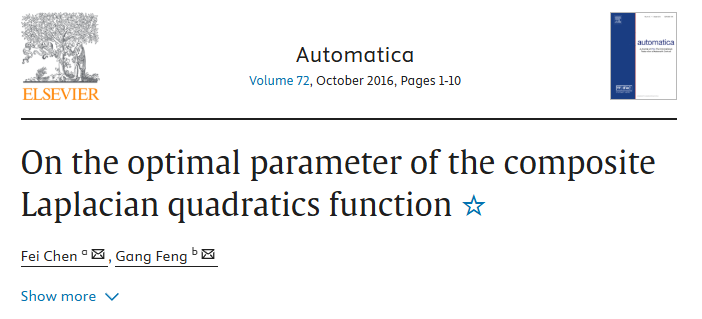 Automatica
Volume 72, October 2016, Pages 1-10
ELSEVIER
automatica
On the optimal parameter of the composite
Laplacian quadratics function ☆
Fei Chen a, Gang Feng b
Show more